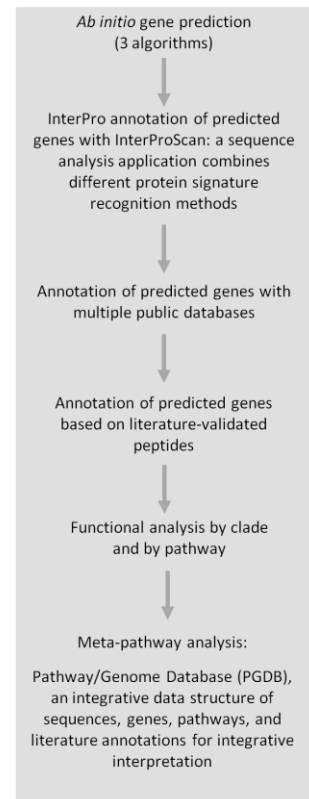 Ab initio gene prediction
(3 algorithms)
InterPro annotation of predicted
genes with InterProScan: a sequence
analysis application combines
different protein signature
recognition methods
Annotation of predicted genes with
multiple public databases
Annotation of predicted genes
based on literature-validated
peptides
Functional analysis by clade
and by pathway
Meta-pathway analysis:
Pathway/Genome Database (PGDB),
an integrative data structure of
sequences, genes, pathways, and
literature annotations for integrative
interpretation